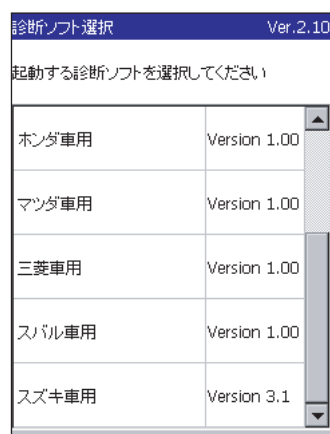 診断ソフト選択 Ver.2.10
起動する診断ソフトを選択してください
ホンダ車用 Version 1.00
マツダ車用 Version 1.00
三菱車用 Version 1.00
スバル車用 Version 1.00
スズキ車用 Version 3.1